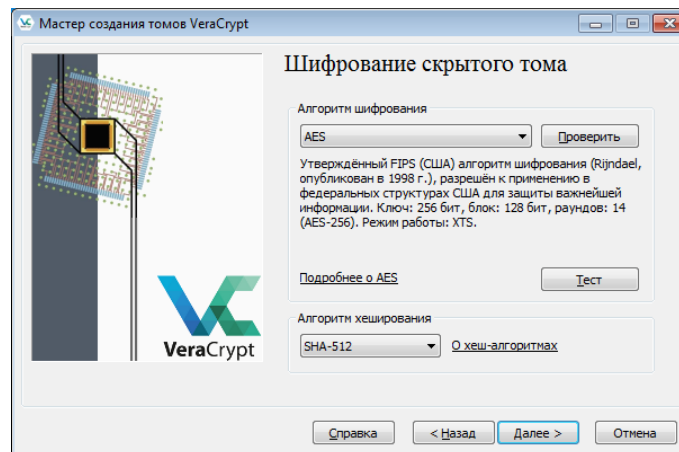 Мастер создания томов VeraCrypt
Шифрование скрытого тома
Алгоритм шифрования
AES
Проверить
Утверждённый FIPS (США) алгоритм шифрования (Rijndael,
опубликован в 1998 г.), разрешён к применению в
федеральных структурах США для защиты важнейшей
информации. Ключ: 256 бит, блок: 128 бит, раундов: 14
(AES-256). Режим работы: XTS.
Подробнее о AES
Тест
VeraCrypt
Алгоритм хеширования
SHA-512
О хеш-алгоритмах
Справка
< Назад
Далее >
Отмена